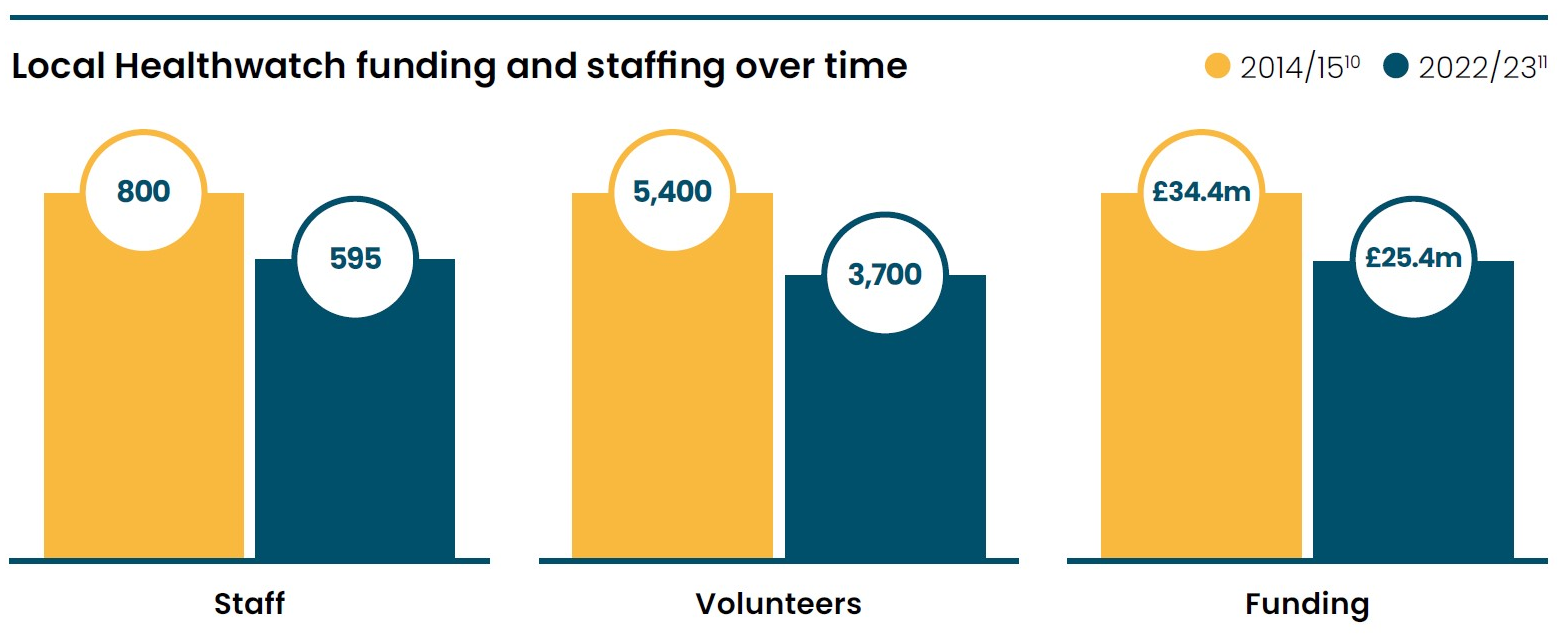 Local Healthwatch funding and staffing over time
2014/15¹⁰ 2022/23¹¹
800
595
5,400
3,700
£34.4m
£25.4m
Staff
Volunteers
Funding